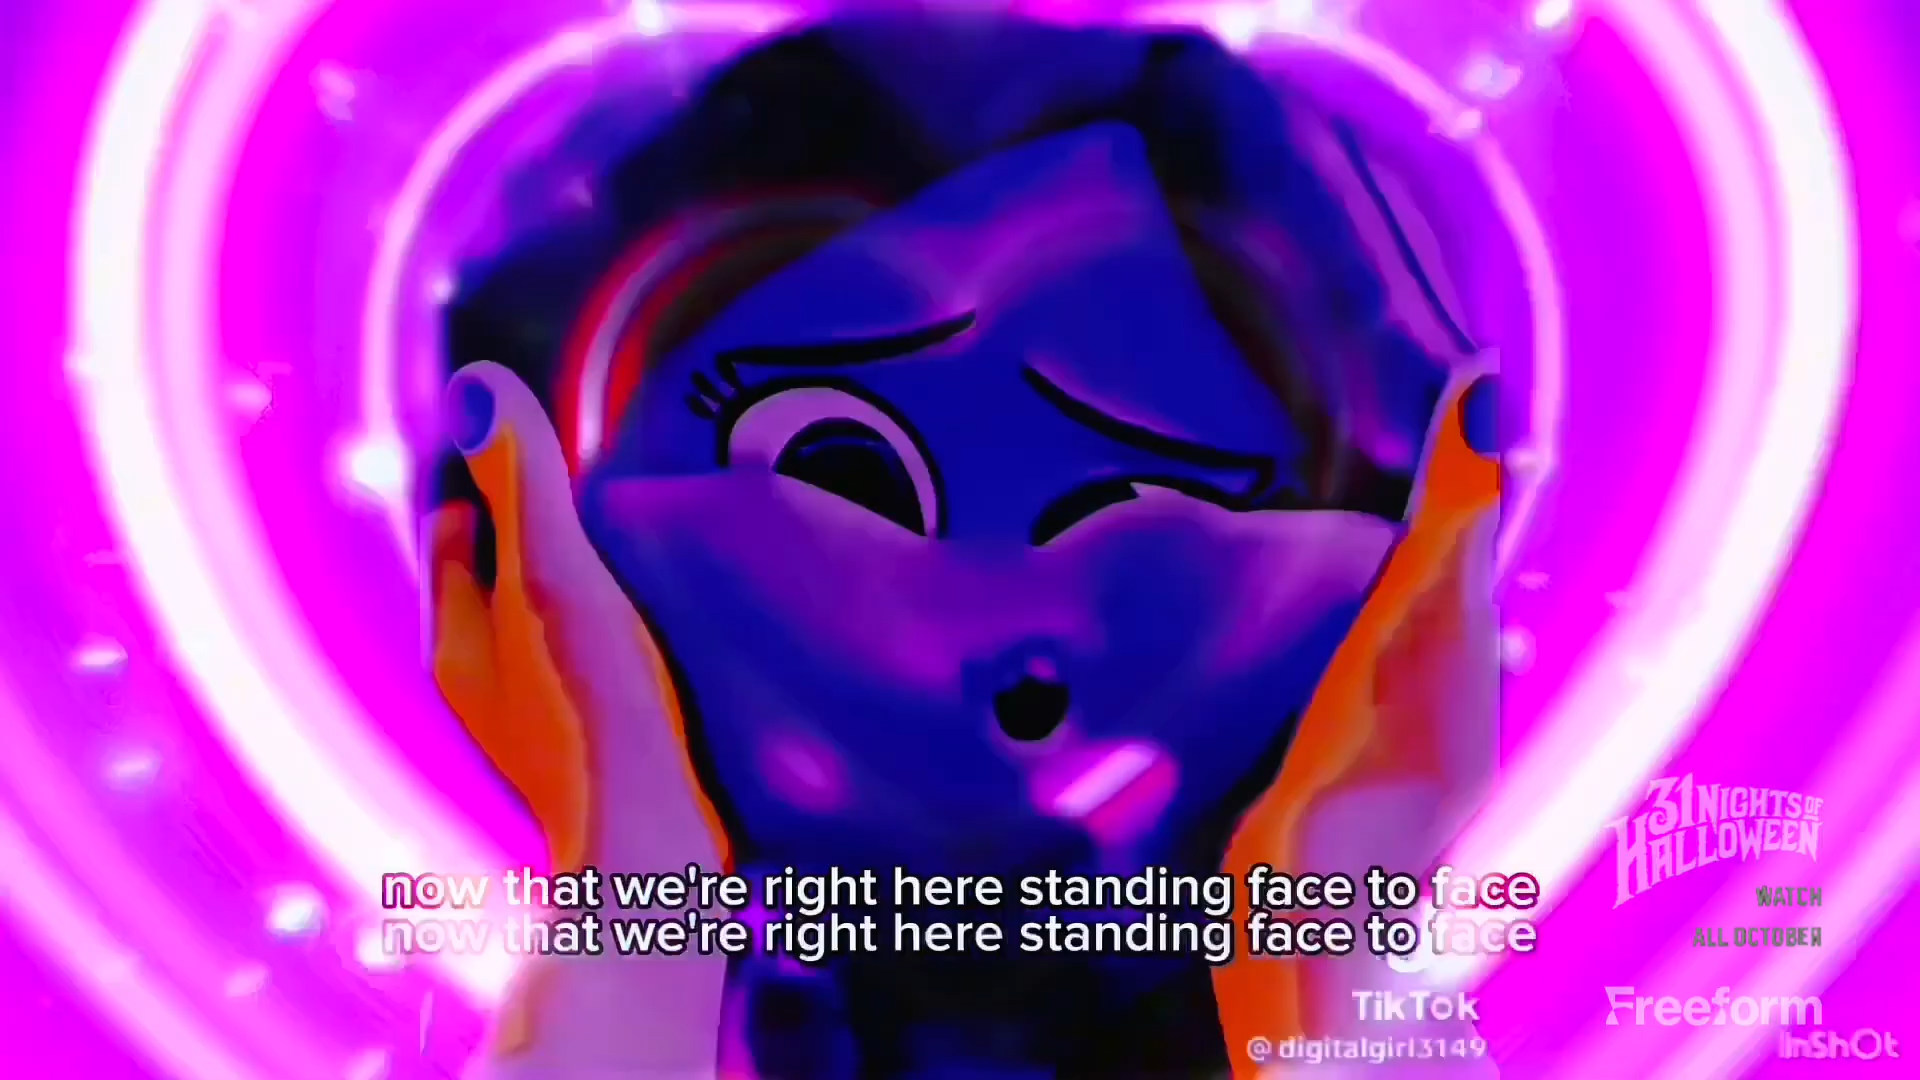 31 NIGHTS OF
HALLOWEEN
WATCH
ALL OCTOBER
now that we're right here standing face to face
now that we're right here standing face to face
TikTok
@digitalgirl3149
Freeform
InShOt